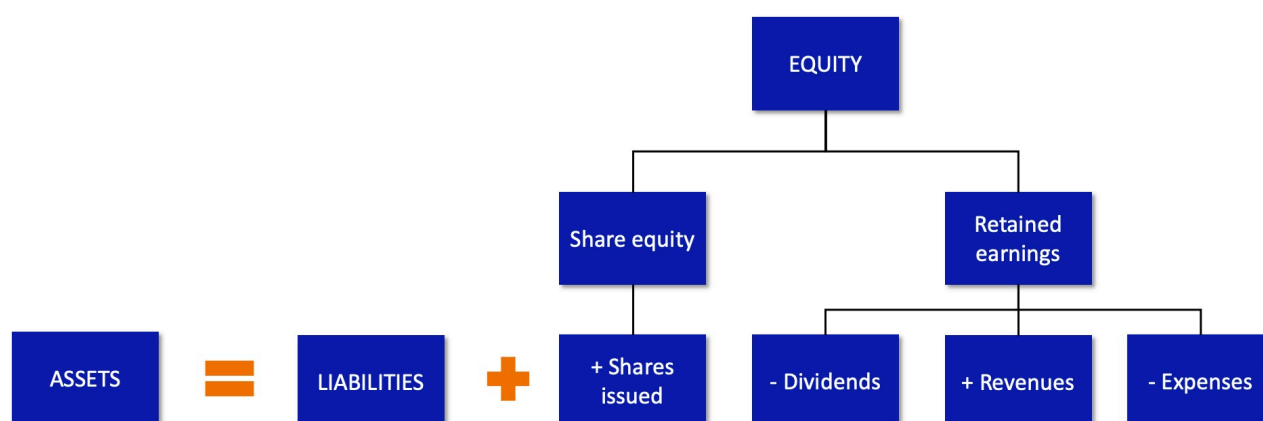 EQUITY
Share equity
Retained
earnings
ASSETS
=
LIABILITIES
+
+ Shares
issued
- Dividends
+ Revenues
- Expenses